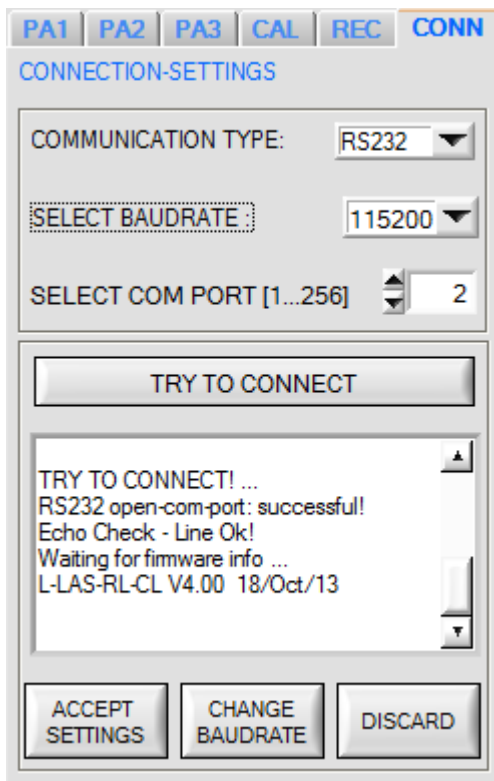 PA1 PA2 PA3 CAL REC CONN
CONNECTION-SETTINGS
COMMUNICATION TYPE: RS232
SELECT BAUDRATE : 115200
SELECT COM PORT [1...256] 2
TRY TO CONNECT
TRY TO CONNECT! ...
RS232 open-com-port: successful!
Echo Check - Line Ok!
Waiting for firmware info ...
L-LAS-RL-CL V4.00 18/Oct/13
ACCEPT SETTINGS
CHANGE BAUDRATE
DISCARD